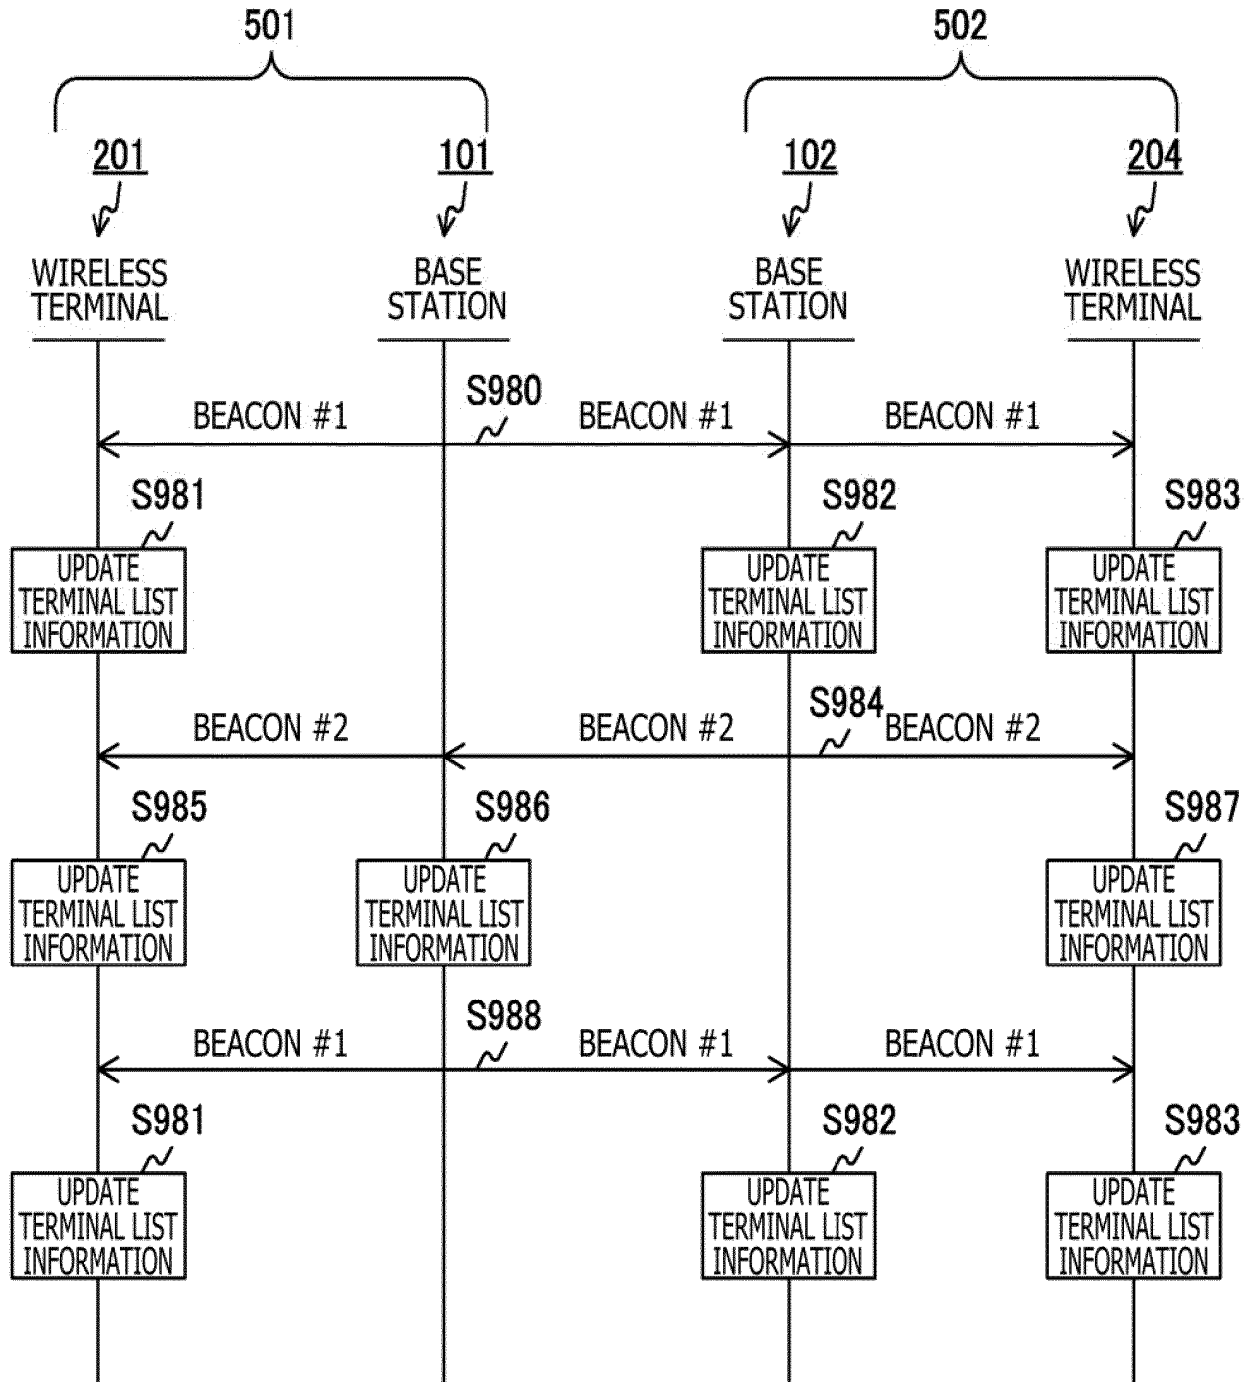 501 502
201 101 102 204
WIRELESS TERMINAL BASE STATION BASE STATION WIRELESS TERMINAL
S980
BEACON #1 BEACON #1 BEACON #1
S981 S982 S983
UPDATE TERMINAL LIST INFORMATION UPDATE TERMINAL LIST INFORMATION UPDATE TERMINAL LIST INFORMATION
S984
BEACON #2 BEACON #2 BEACON #2
S985 S986 S987
UPDATE TERMINAL LIST INFORMATION UPDATE TERMINAL LIST INFORMATION UPDATE TERMINAL LIST INFORMATION
S988
BEACON #1 BEACON #1 BEACON #1
S981 S982 S983
UPDATE TERMINAL LIST INFORMATION UPDATE TERMINAL LIST INFORMATION UPDATE TERMINAL LIST INFORMATION